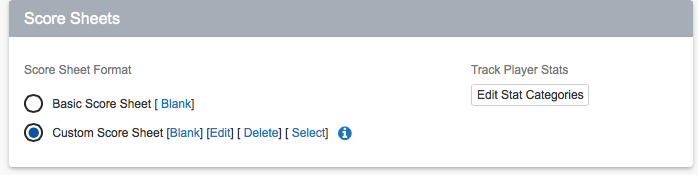 Score Sheets
Score Sheet Format
Track Player Stats
Basic Score Sheet [ Blank]
Edit Stat Categories
Custom Score Sheet [Blank] [Edit] [ Delete] [ Select]